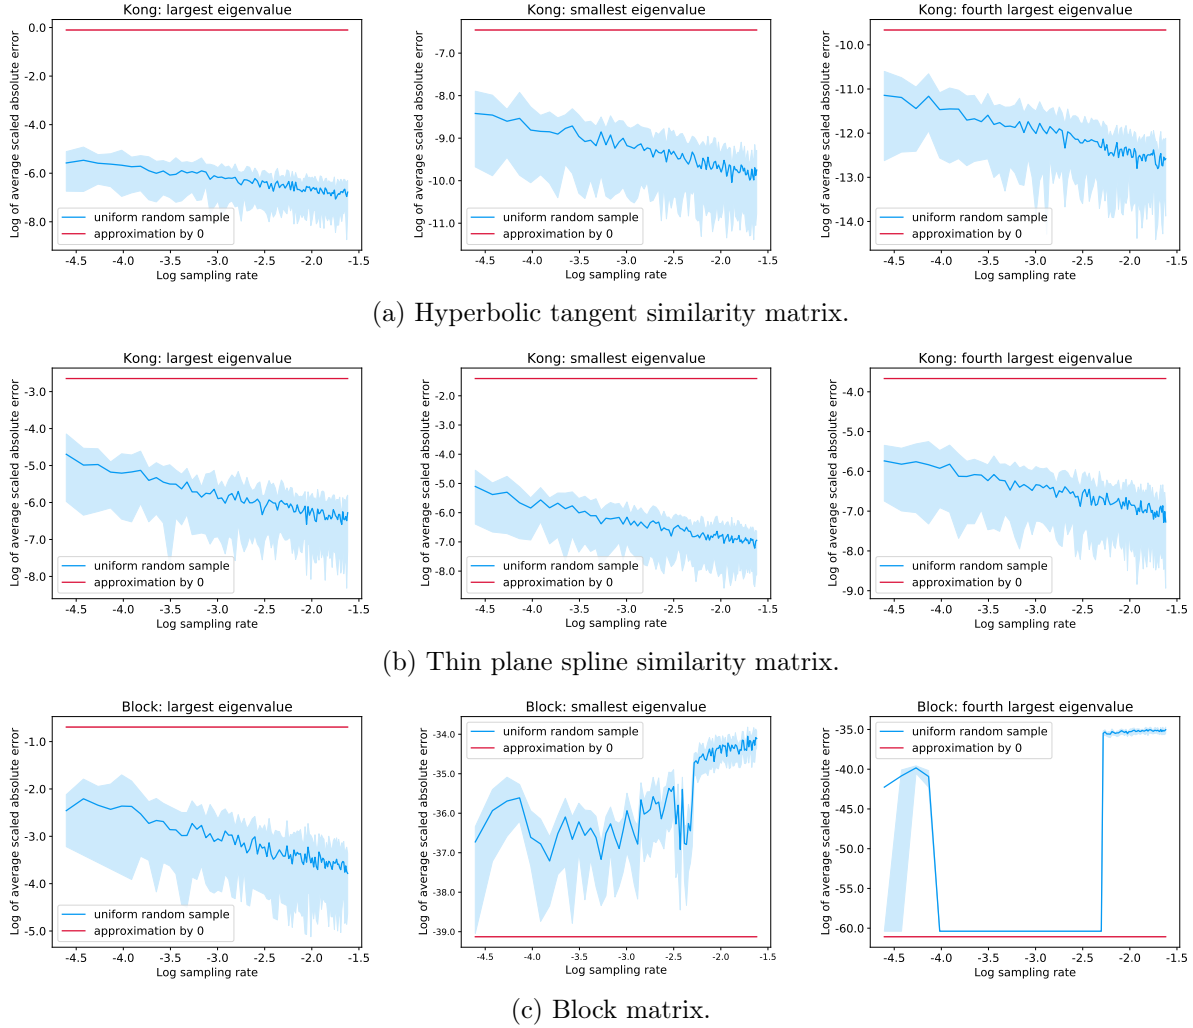 Kong: largest eigenvalue
Log of average scaled absolute error
0.0
-2.0
-4.0
-6.0
-8.0
uniform random sample
approximation by 0
-4.5 -4.0 -3.5 -3.0 -2.5 -2.0 -1.5
Log sampling rate
Kong: smallest eigenvalue
Log of average scaled absolute error
-7.0
-8.0
-9.0
-10.0
-11.0
uniform random sample
approximation by 0
-4.5 -4.0 -3.5 -3.0 -2.5 -2.0 -1.5
Log sampling rate
Kong: fourth largest eigenvalue
Log of average scaled absolute error
-10.0
-11.0
-12.0
-13.0
-14.0
uniform random sample
approximation by 0
-4.5 -4.0 -3.5 -3.0 -2.5 -2.0 -1.5
Log sampling rate
(a) Hyperbolic tangent similarity matrix.
Kong: largest eigenvalue
Log of average scaled absolute error
-3.0
-4.0
-5.0
-6.0
-7.0
-8.0
uniform random sample
approximation by 0
-4.5 -4.0 -3.5 -3.0 -2.5 -2.0 -1.5
Log sampling rate
Kong: smallest eigenvalue
Log of average scaled absolute error
-2.0
-3.0
-4.0
-5.0
-6.0
-7.0
-8.0
uniform random sample
approximation by 0
-4.5 -4.0 -3.5 -3.0 -2.5 -2.0 -1.5
Log sampling rate
Kong: fourth largest eigenvalue
Log of average scaled absolute error
-4.0
-5.0
-6.0
-7.0
-8.0
-9.0
uniform random sample
approximation by 0
-4.5 -4.0 -3.5 -3.0 -2.5 -2.0 -1.5
Log sampling rate
(b) Thin plane spline similarity matrix.
Block: largest eigenvalue
Log of average scaled absolute error
-1.0
-2.0
-3.0
-4.0
-5.0
uniform random sample
approximation by 0
-4.5 -4.0 -3.5 -3.0 -2.5 -2.0 -1.5
Log sampling rate
Block: smallest eigenvalue
Log of average scaled absolute error
-34.0
-35.0
-36.0
-37.0
-38.0
-39.0
uniform random sample
approximation by 0
-4.5 -4.0 -3.5 -3.0 -2.5 -2.0 -1.5
Log sampling rate
Block: fourth largest eigenvalue
Log of average scaled absolute error
-35.0
-40.0
-45.0
-50.0
-55.0
-60.0
uniform random sample
approximation by 0
-4.5 -4.0 -3.5 -3.0 -2.5 -2.0 -1.5
Log sampling rate
(c) Block matrix.